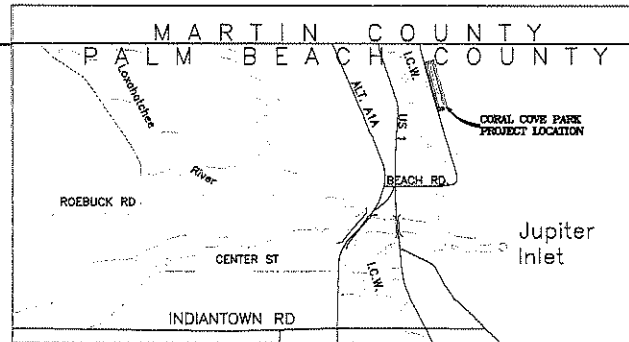 MARTIN COUNTY
PALM BEACH COUNTY
I.C.W.
Loxahatchee
ALT. A1A
US 1
CORAL COVE PARK
PROJECT LOCATION
BEACH RD.
River
ROEBUCK RD
Jupiter
Inlet
CENTER ST
I.C.W.
INDIANTOWN RD